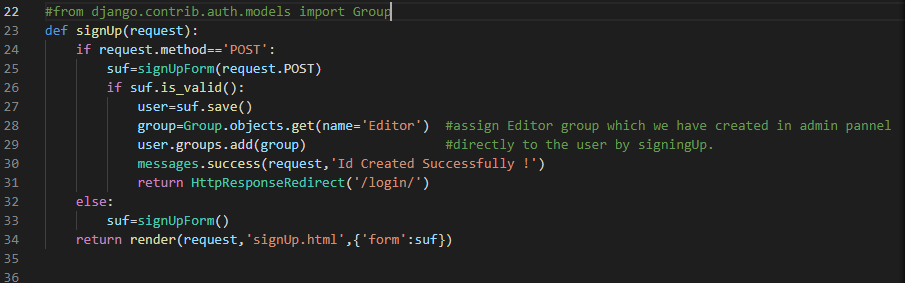 22 #from django.contrib.auth.models import Group
23 def signUp(request):
24     if request.method=='POST':
25         suf=signUpForm(request.POST)
26         if suf.is_valid():
27             user=suf.save()
28             group=Group.objects.get(name='Editor')  #assign Editor group which we have created in admin pannel
29             user.groups.add(group)                  #directly to the user by signingUp.
30             messages.success(request,'Id Created Successfully !')
31             return HttpResponseRedirect('/login/')
32     else:
33         suf=signUpForm()
34     return render(request,'signUp.html',{'form':suf})
35
36